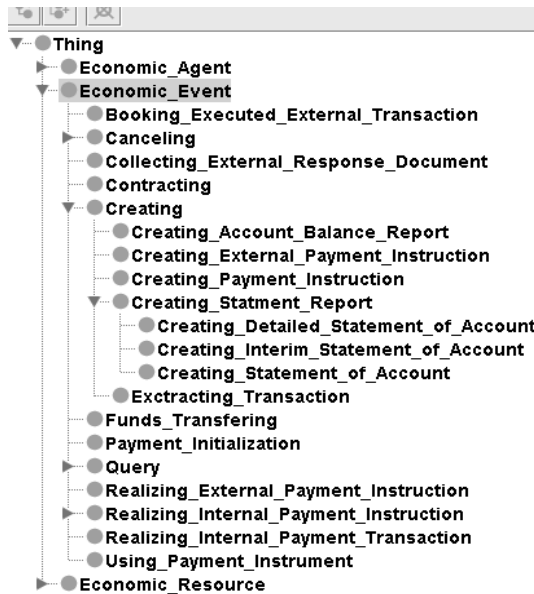 Thing
Economic_Agent
Economic_Event
Booking_Executed_External_Transaction
Canceling
Collecting_External_Response_Document
Contracting
Creating
Creating_Account_Balance_Report
Creating_External_Payment_Instruction
Creating_Payment_Instruction
Creating_Statment_Report
Creating_Detailed_Statement_of_Account
Creating_Interim_Statement_of_Account
Creating_Statement_of_Account
Exctracting_Transaction
Funds_Transfering
Payment_Initialization
Query
Realizing_External_Payment_Instruction
Realizing_Internal_Payment_Instruction
Realizing_Internal_Payment_Transaction
Using_Payment_Instrument
Economic_Resource